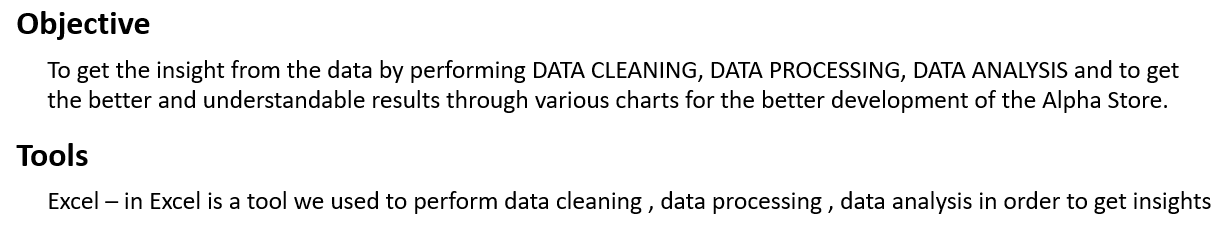 Objective
To get the insight from the data by performing DATA CLEANING, DATA PROCESSING, DATA ANALYSIS and to get
the better and understandable results through various charts for the better development of the Alpha Store.
Tools
Excel – in Excel is a tool we used to perform data cleaning , data processing , data analysis in order to get insights